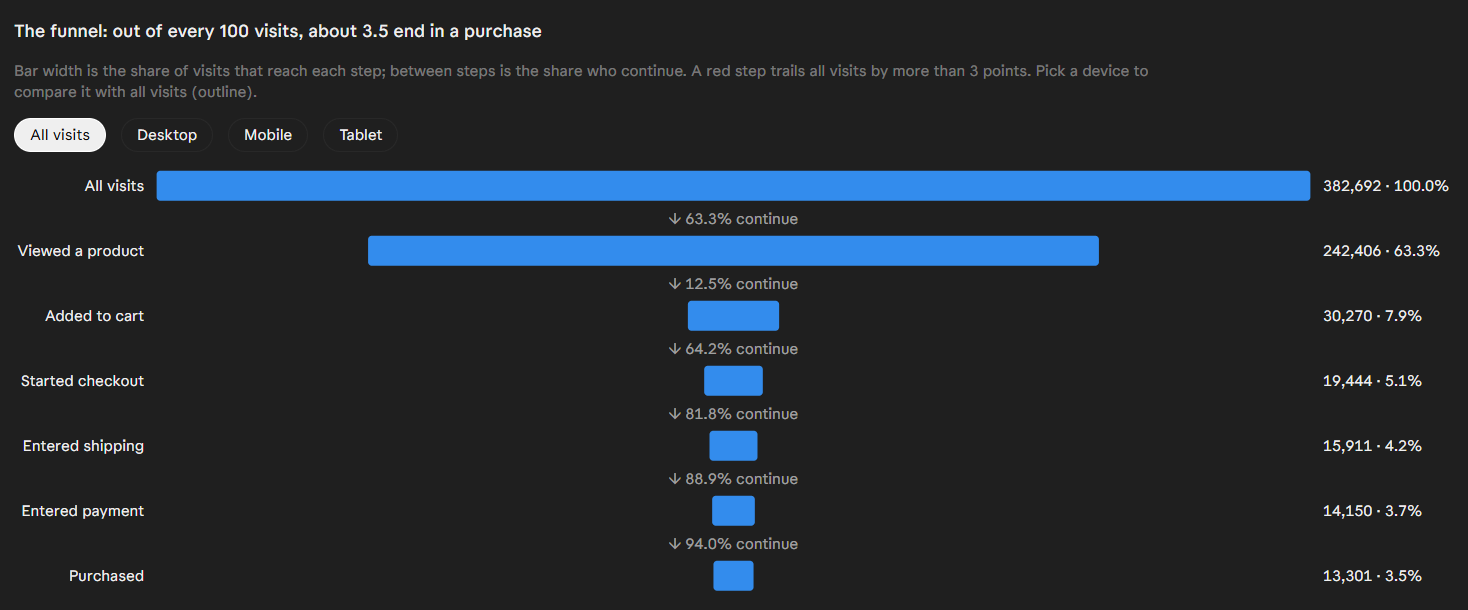 The funnel: out of every 100 visits, about 3.5 end in a purchase
Bar width is the share of visits that reach each step; between steps is the share who continue. A red step trails all visits by more than 3 points. Pick a device to
compare it with all visits (outline).
All visits Desktop Mobile Tablet
All visits 382,692 · 100.0%
↓ 63.3% continue
Viewed a product 242,406 · 63.3%
↓ 12.5% continue
Added to cart 30,270 · 7.9%
↓ 64.2% continue
Started checkout 19,444 · 5.1%
↓ 81.8% continue
Entered shipping 15,911 · 4.2%
↓ 88.9% continue
Entered payment 14,150 · 3.7%
↓ 94.0% continue
Purchased 13,301 · 3.5%